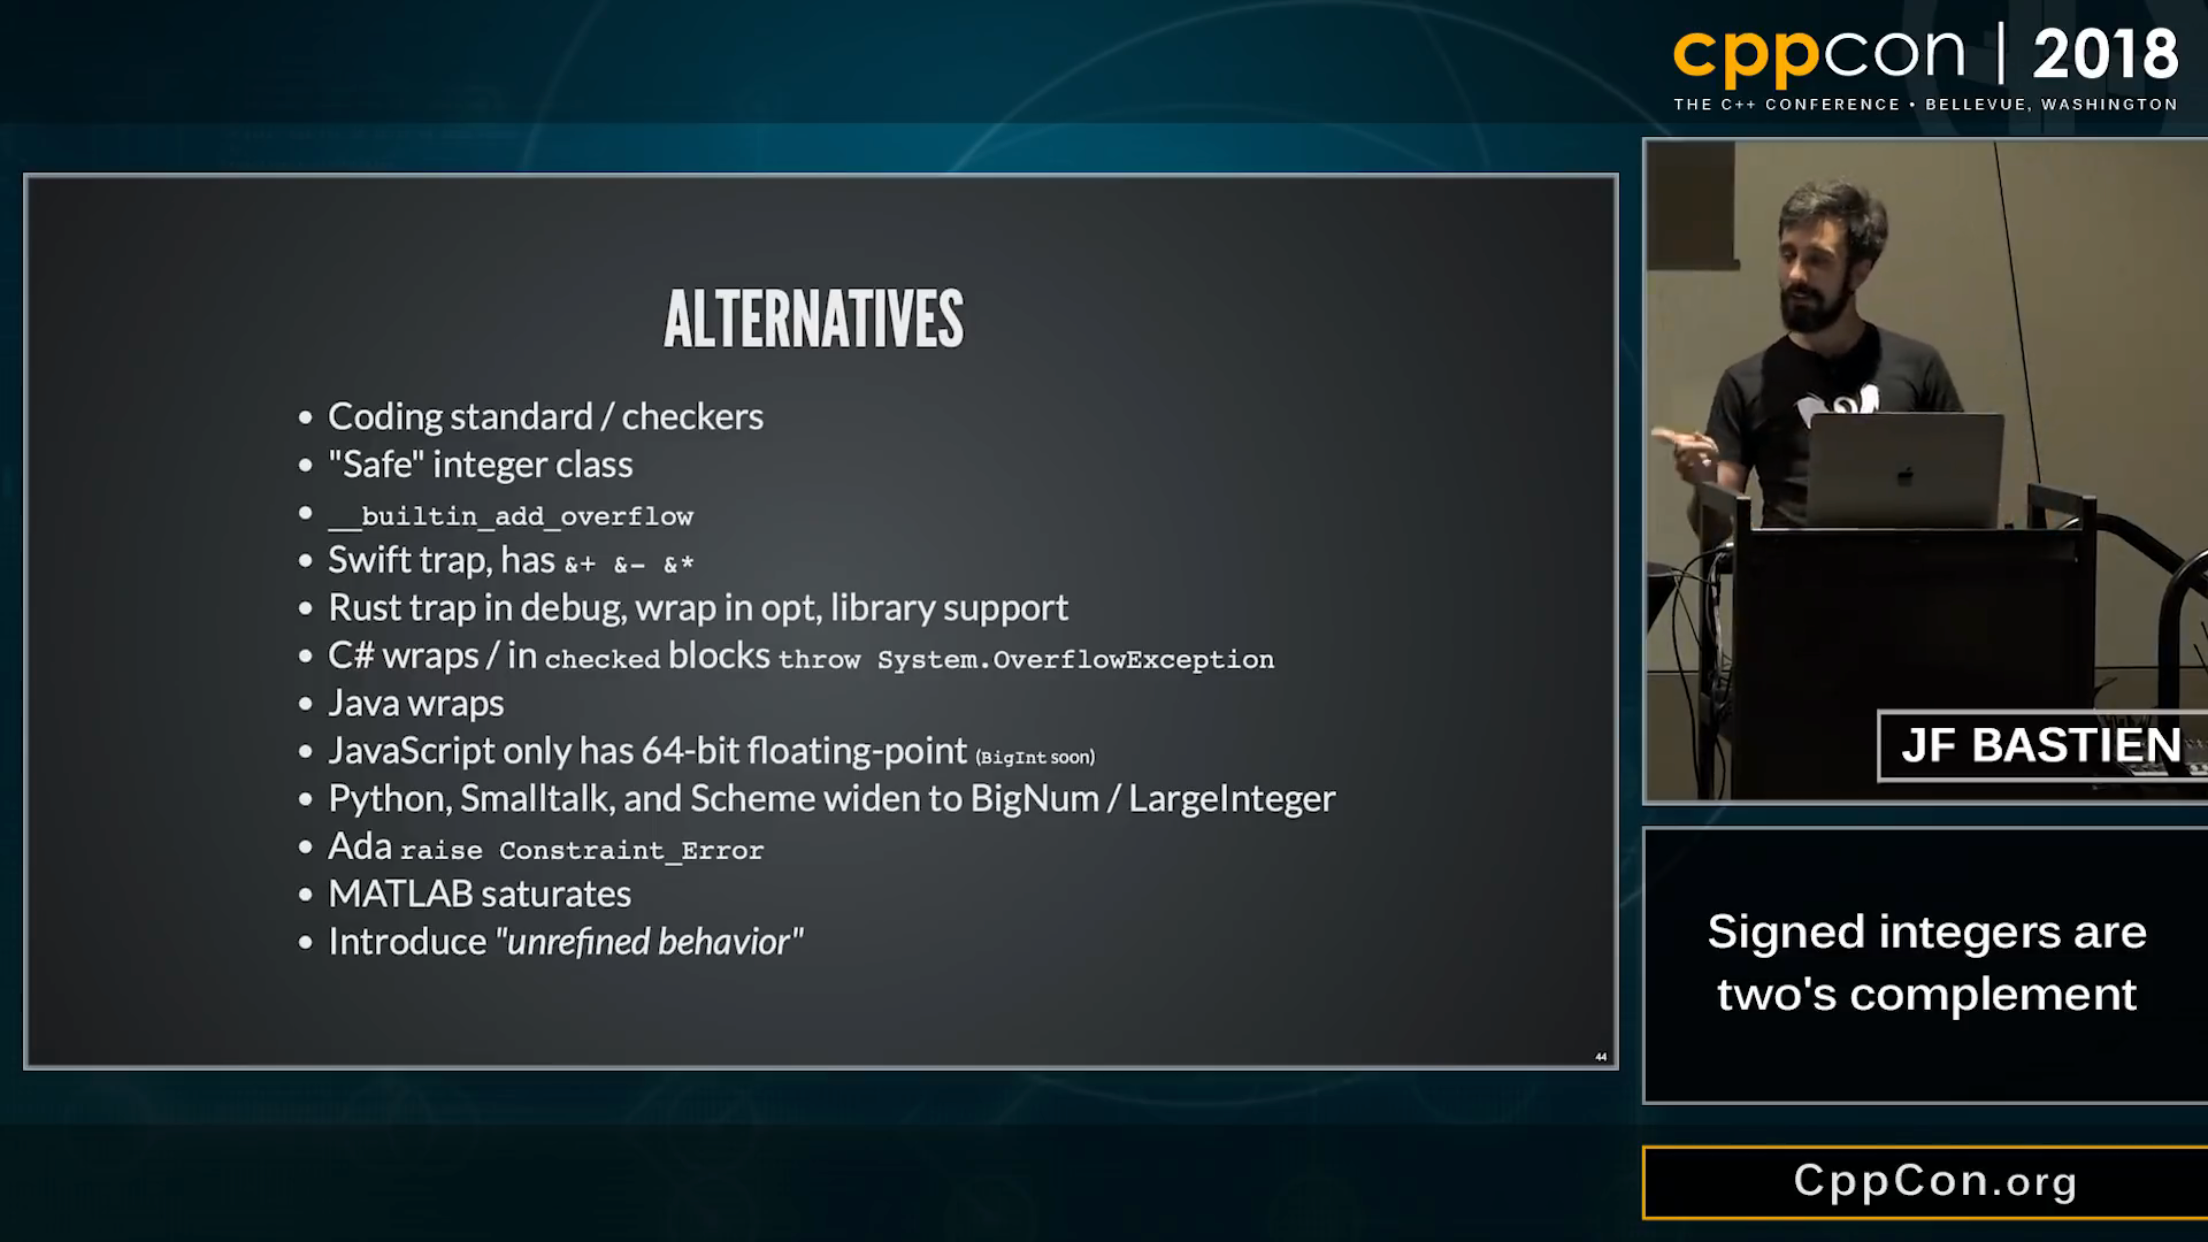 cppcon | 2018
THE C++ CONFERENCE • BELLEVUE, WASHINGTON
ALTERNATIVES
• Coding standard / checkers
• "Safe" integer class
• __builtin_add_overflow
• Swift trap, has &+ &- &*
• Rust trap in debug, wrap in opt, library support
• C# wraps / in checked blocks throw System.OverflowException
• Java wraps
• JavaScript only has 64-bit floating-point (BigInt soon)
• Python, Smalltalk, and Scheme widen to BigNum / LargeInteger
• Ada raise Constraint_Error
• MATLAB saturates
• Introduce "unrefined behavior"
44
JF BASTIEN
Signed integers are
two's complement
CppCon.org